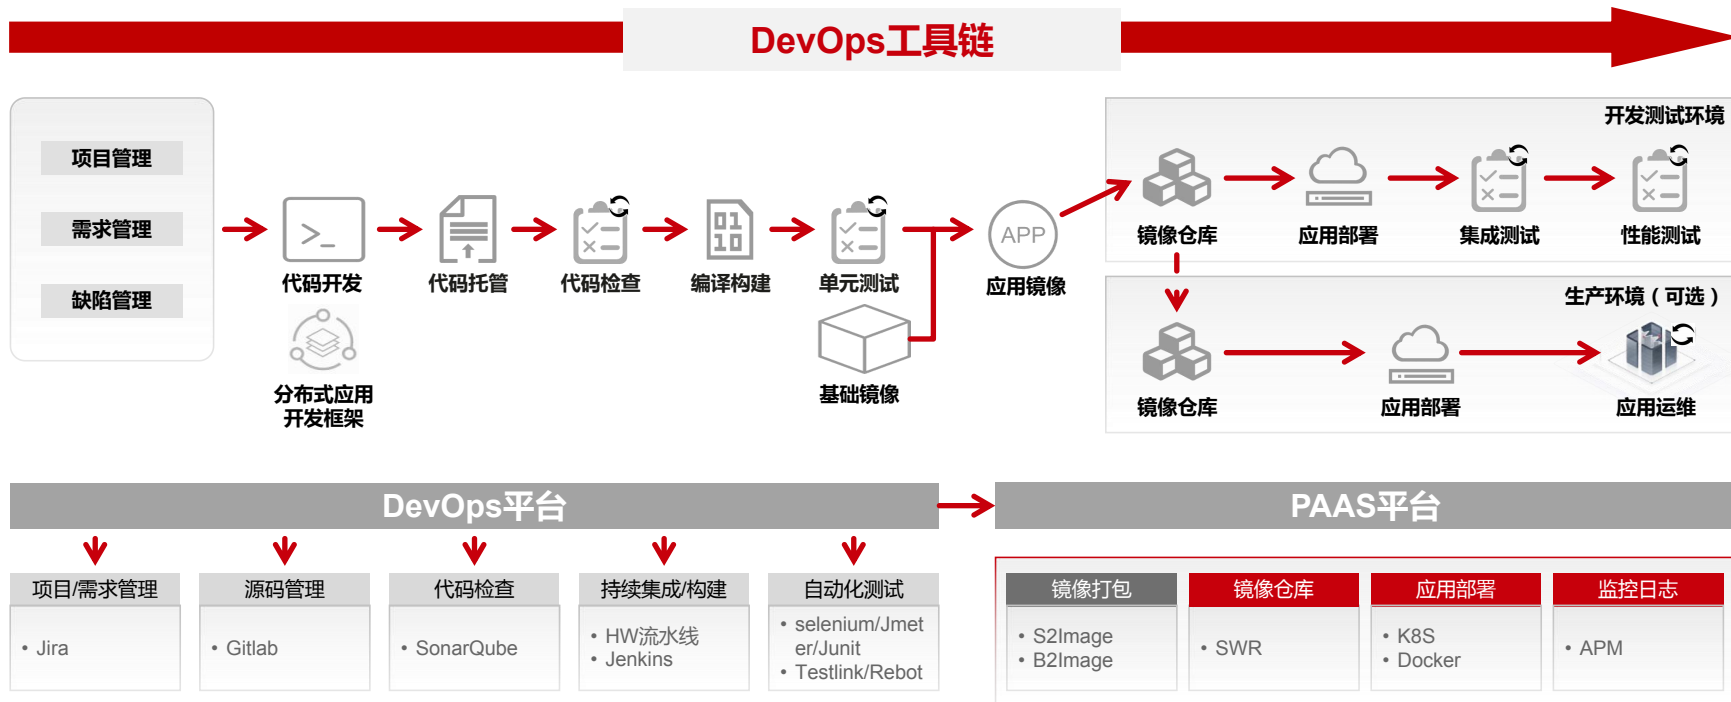 DevOps工具链
项目管理
需求管理
缺陷管理
>_
代码开发
分布式应用
开发框架
代码托管
代码检查
01
10
编译构建
单元测试
基础镜像
APP
应用镜像
开发测试环境
镜像仓库
应用部署
集成测试
性能测试
生产环境（可选）
镜像仓库
应用部署
应用运维
DevOps平台
项目/需求管理
• Jira
源码管理
• Gitlab
代码检查
• SonarQube
持续集成/构建
• HW流水线
• Jenkins
自动化测试
• selenium/Jmet
er/Junit
• Testlink/Rebot
PAAS平台
镜像打包
• S2Image
• B2Image
镜像仓库
• SWR
应用部署
• K8S
• Docker
监控日志
• APM